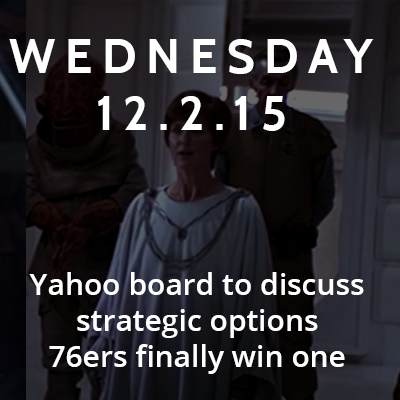 WEDNESDAY
12.2.15
Yahoo board to discuss
strategic options
76ers finally win one